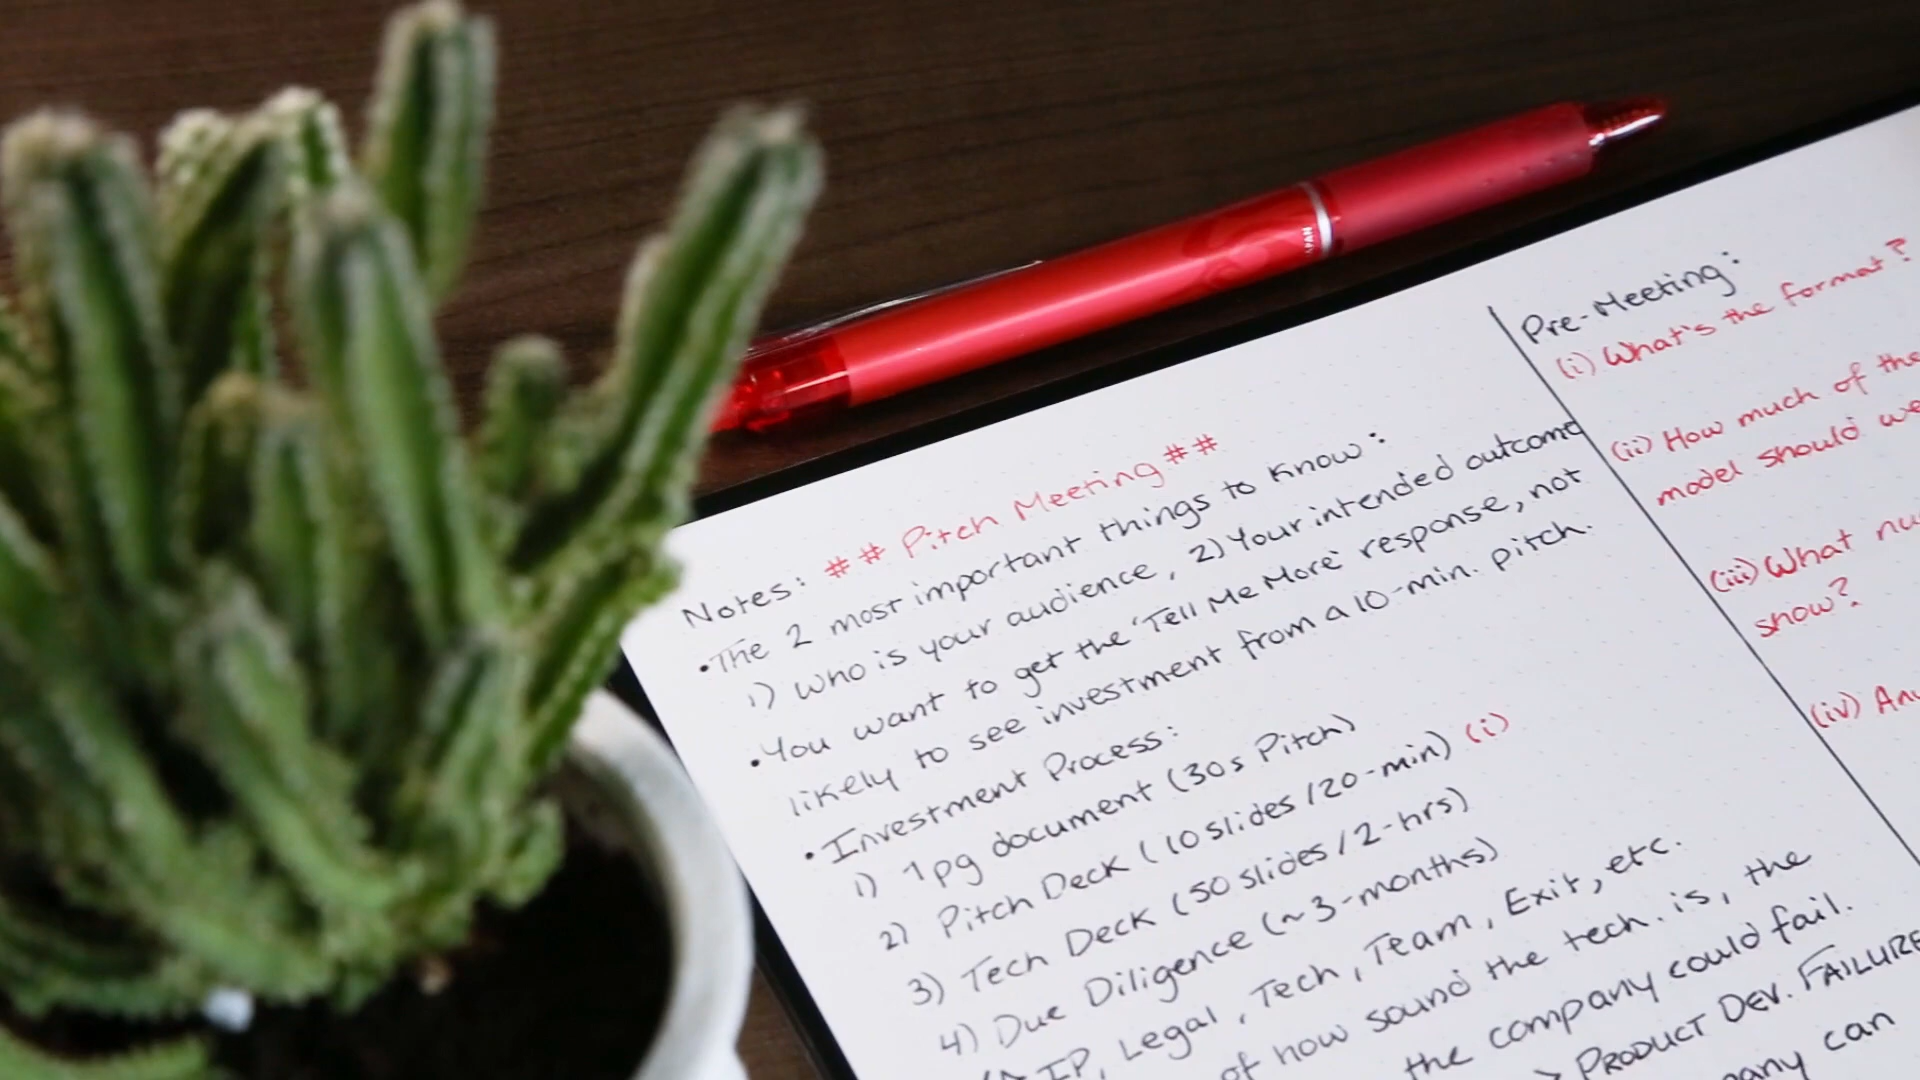 Notes: ## Pitch Meeting ##
• The 2 most important things to know:
1) Who is your audience, 2) Your intended outcome
• You want to get the 'Tell Me More' response, not
likely to see investment from a 10-min. pitch.
• Investment Process:
1) 1pg document (30s Pitch)
2) Pitch Deck (10 slides / 20-min) (i)
3) Tech Deck (50 slides / 2-hrs)
4) Due Diligence (~3-months)
IP, Legal, Tech, Team, Exit, etc.
of how sound the tech. is, the
the company could fail.
> PRODUCT DEV. FAILURE
can
Pre-Meeting:
(i) What's the format?
(ii) How much of the
model should we
(iii) What
show?
(iv)